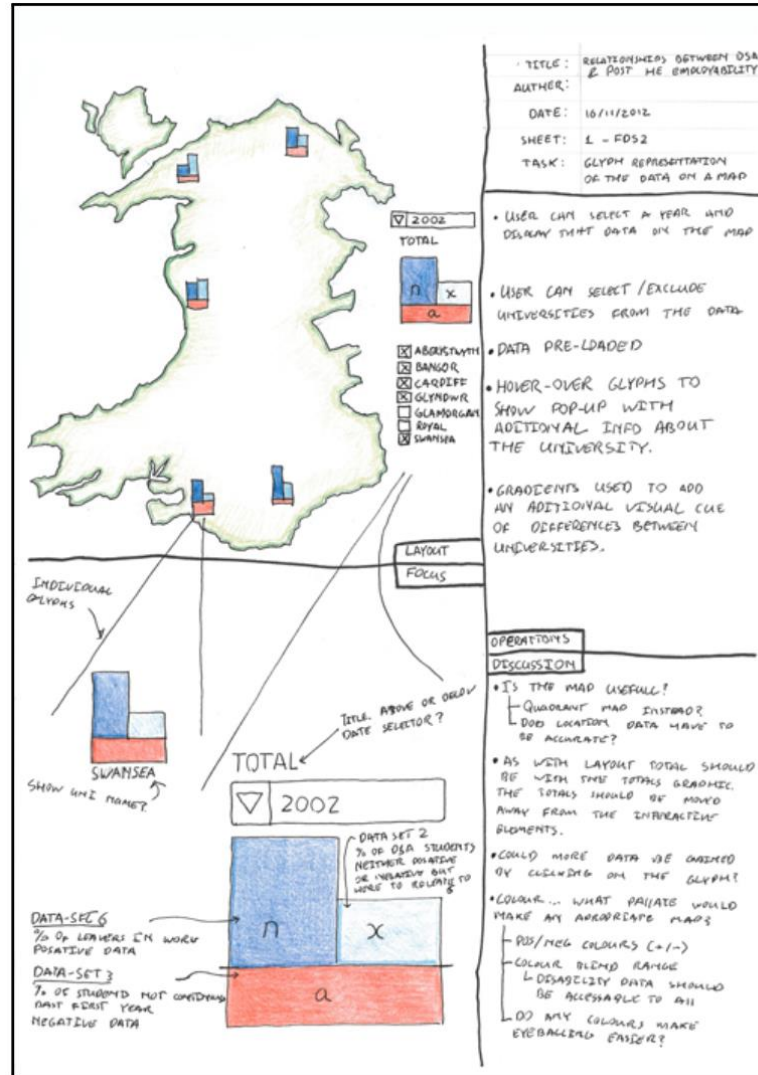 TITLE: RELATIONSHIPS BETWEEN DSA
& POST HE EMPLOYABILITY
AUTHER:
DATE: 16/11/2012
SHEET: 1 - FDS2
TASK: GLYPH REPRESENTATION
OF THE DATA ON A MAP
2002
TOTAL
n
x
a
ABERYSTWYTH
BANGOR
CARDIFF
GLYNDWR
GLAMORGAN
ROYAL
SWANSEA
LAYOUT
• USER CAN SELECT A YEAR AND
DISPLAY THAT DATA ON THE MAP
• USER CAN SELECT / EXCLUDE
UNIVERSITIES FROM THE DATA
• DATA PRE-LOADED
• HOVER-OVER GLYPHS TO
SHOW POP-UP WITH
ADITIONAL INFO ABOUT
THE UNIVERSITY.
• GRADIENTS USED TO ADD
AN ADITIONAL VISUAL CUE
OF DIFFERENCES BETWEEN
UNIVERSITIES.
OPERATIONS
FOCUS
INDIVIDUAL
GLYPHS
SWANSEA
SHOW UNI NAME?
TITLE ABOVE OR BELOW
DATE SELECTOR?
TOTAL
2002
DATA SET 2
% OF DSA STUDENTS
NEITHER POSITIVE
OR NEGATIVE BUT
HERE TO RELEATE TO
6
n
x
a
DATA-SET 6
% OF LEAVERS IN WORK
POSITIVE DATA
DATA-SET 3
% OF STUDENTS NOT CONTINUING
PAST FIRST YEAR
NEGATIVE DATA
DISCUSSION
• IS THE MAP USEFULL?
QUADRANT MAP INSTEAD?
DOES LOCATION DATA HAVE TO
BE ACCURATE?
• AS WITH LAYOUT TOTAL SHOULD
BE WITH THE TOTALS GRAPHIC.
THE TOTALS SHOULD BE MOVED
AWAY FROM THE INTERACTIVE
ELEMENTS.
• COULD MORE DATA BE GAINED
BY CLICKING ON THE GLYPH?
• COLOUR... WHAT PALLATE WOULD
MAKE AN APROPRIATE MAP?
POS/NEG COLOURS (+/-)
COLOUR BLIND RANGE
DISABILITY DATA SHOULD
BE ACCESSABLE TO All
DO ANY COLOURS MAKE
EYEBALLING EASIER?